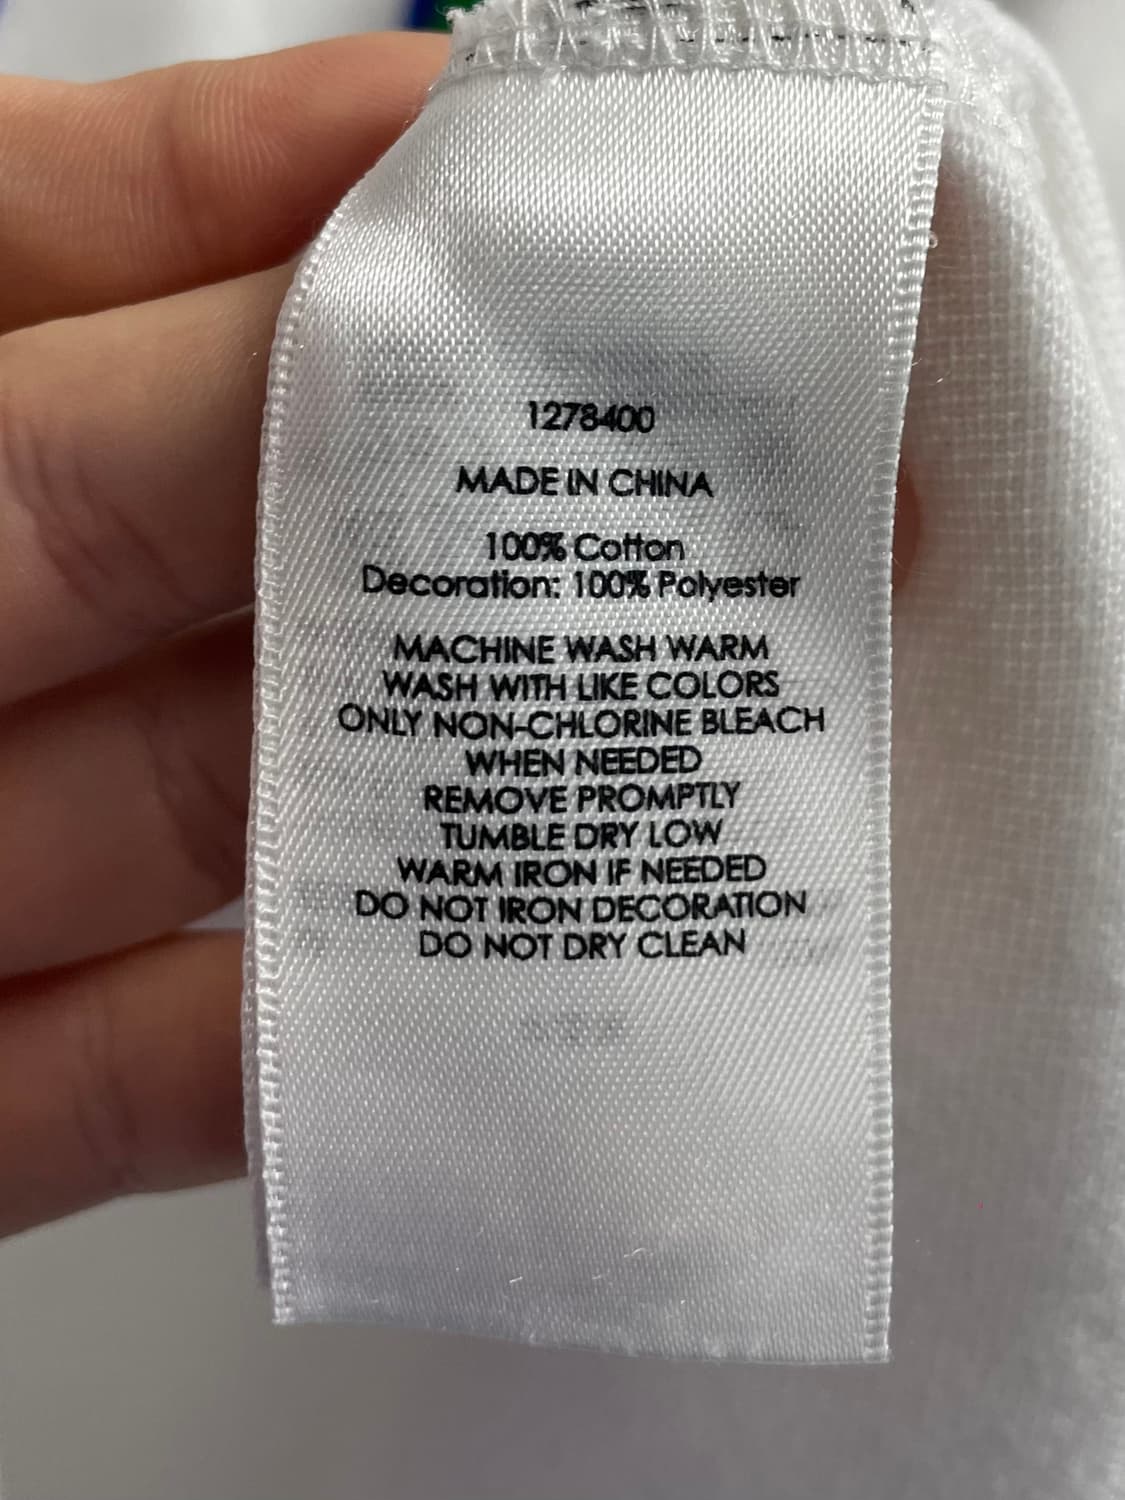 1278400
MADE IN CHINA
100% Cotton
Decoration: 100% Polyester
MACHINE WASH WARM
WASH WITH LIKE COLORS
ONLY NON-CHLORINE BLEACH
WHEN NEEDED
REMOVE PROMPTLY
TUMBLE DRY LOW
WARM IRON IF NEEDED
DO NOT IRON DECORATION
DO NOT DRY CLEAN